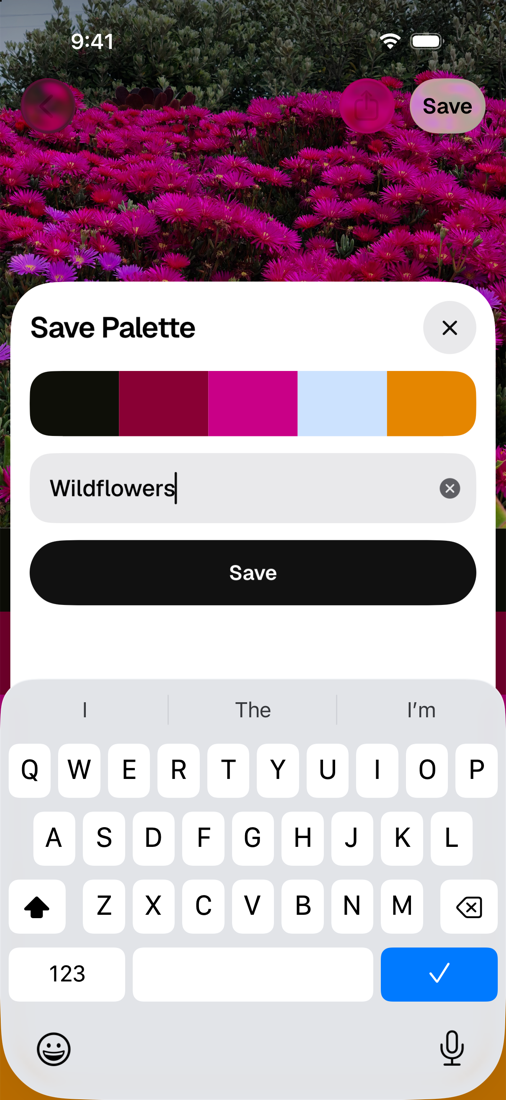 9:41
Save
Save Palette
Wildflowers
Save
I The I’m
Q W E R T Y U I O P
A S D F G H J K L
Z X C V B N M
123